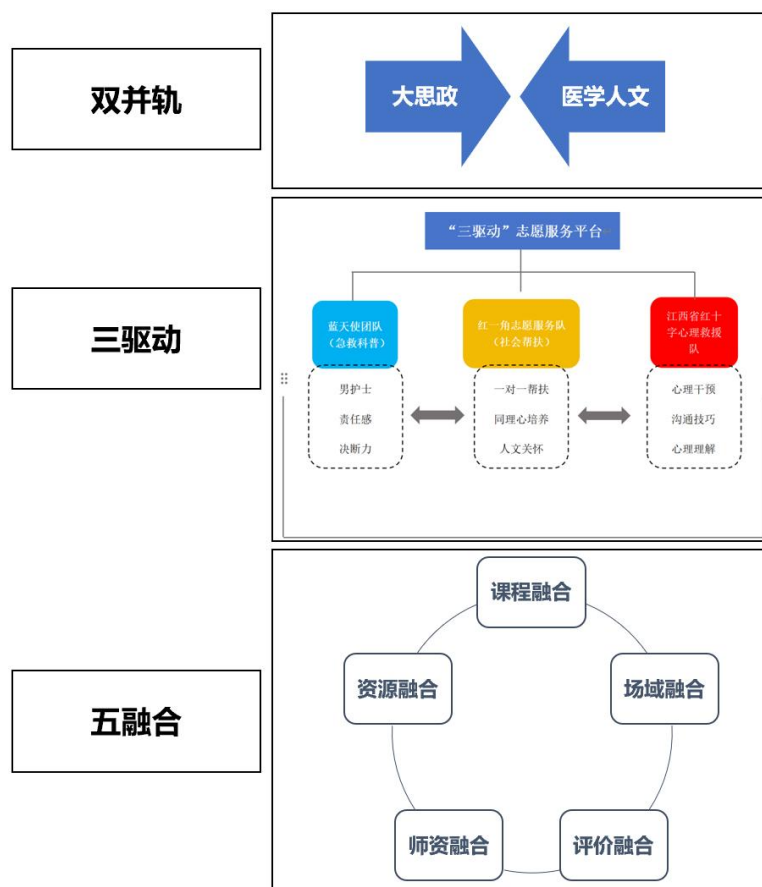 双并轨
大思政
医学人文
三驱动
“三驱动”志愿服务平台
蓝天使团队
（急救科普）
红一角志愿服务队
（社会帮扶）
江西省红十
字心理救援
队
男护士
责任感
决断力
一对一帮扶
同理心培养
人文关怀
心理干预
沟通技巧
心理理解
五融合
课程融合
资源融合
场域融合
师资融合
评价融合